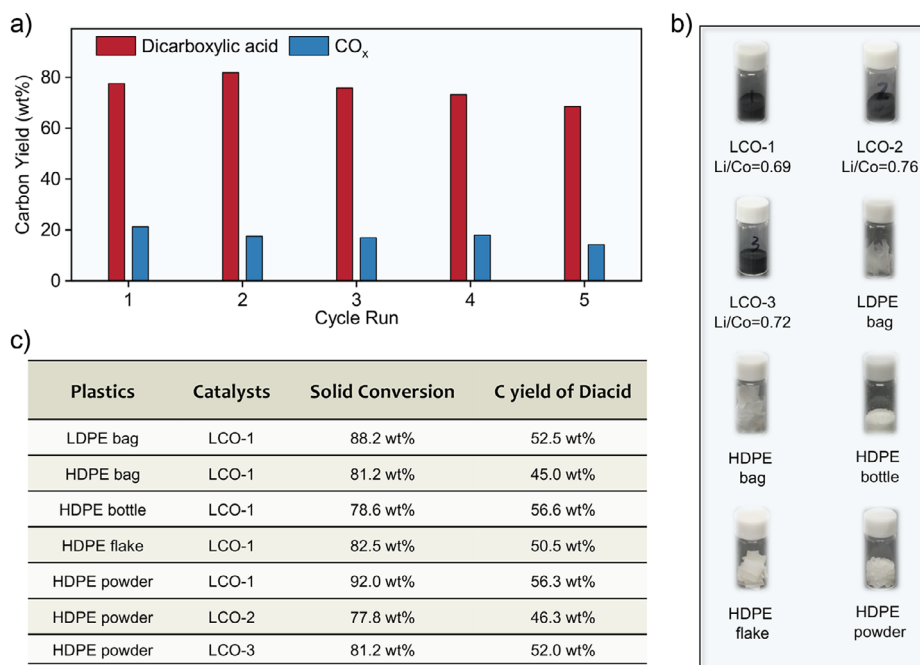 a)
Dicarboxylic acid
COx
Carbon Yield (wt%)
80
60
40
20
0
1 2 3 4 5
Cycle Run
b)
1
2
LCO-1
Li/Co=0.69
LCO-2
Li/Co=0.76
3
LCO-3
Li/Co=0.72
LDPE
bag
HDPE
bag
HDPE
bottle
HDPE
flake
HDPE
powder
c)
Plastics Catalysts Solid Conversion C yield of Diacid
LDPE bag LCO-1 88.2 wt% 52.5 wt%
HDPE bag LCO-1 81.2 wt% 45.0 wt%
HDPE bottle LCO-1 78.6 wt% 56.6 wt%
HDPE flake LCO-1 82.5 wt% 50.5 wt%
HDPE powder LCO-1 92.0 wt% 56.3 wt%
HDPE powder LCO-2 77.8 wt% 46.3 wt%
HDPE powder LCO-3 81.2 wt% 52.0 wt%